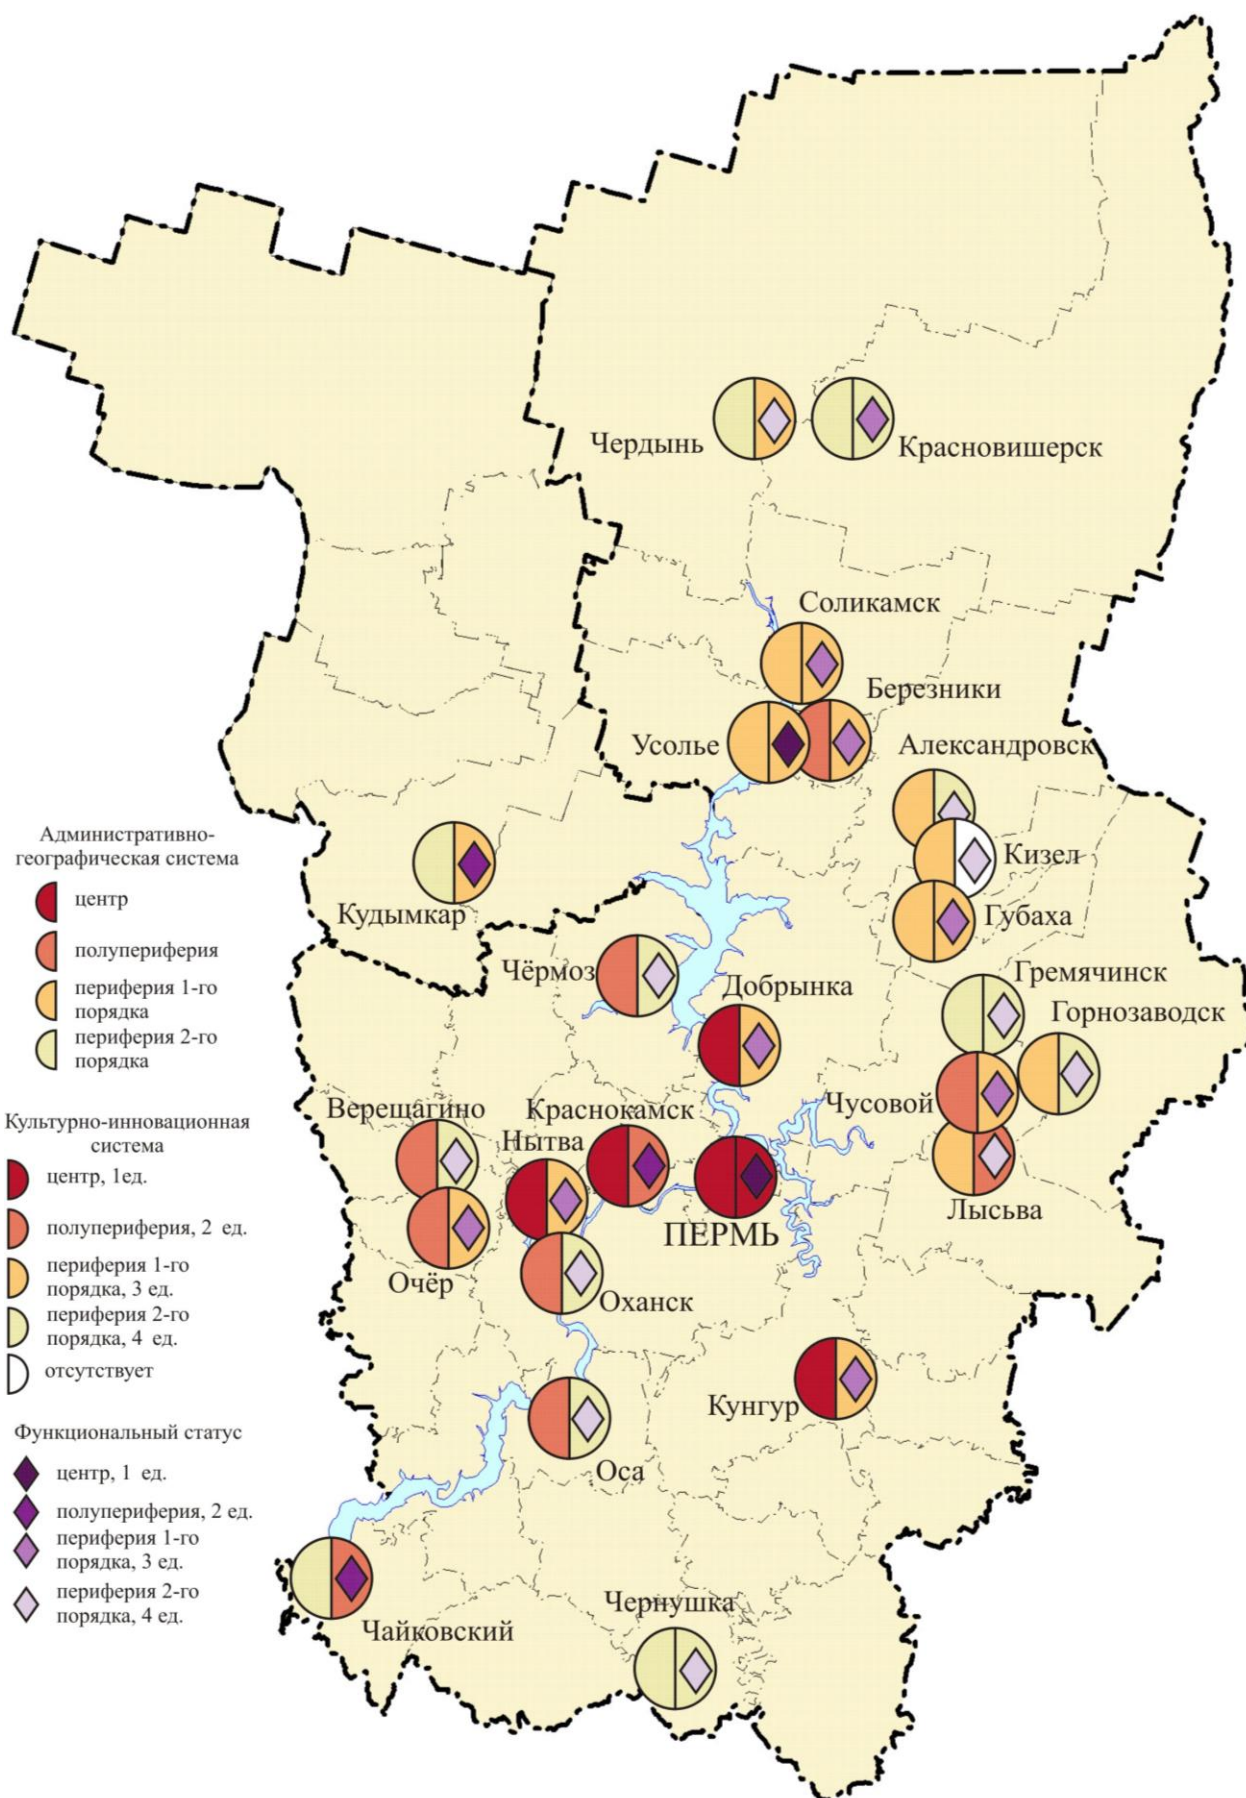 Чердынь
Красновишерск
Соликамск
Березники
Усолье
Александровск
Кизел
Кудымкар
Губаха
Чёрмоз
Гремячинск
Добрынка
Горнозаводск
Верещагино
Краснокамск
Чусовой
Нытва
ПЕРМЬ
Лысьва
Очёр
Оханск
Кунгур
Оса
Чернушка
Чайковский
Административно-
географическая система
центр
полупериферия
периферия 1-го
порядка
периферия 2-го
порядка
Культурно-инновационная
система
центр, 1ед.
полупериферия, 2 ед.
периферия 1-го
порядка, 3 ед.
периферия 2-го
порядка, 4 ед.
отсутствует
Функциональный статус
центр, 1 ед.
полупериферия, 2 ед.
периферия 1-го
порядка, 3 ед.
периферия 2-го
порядка, 4 ед.